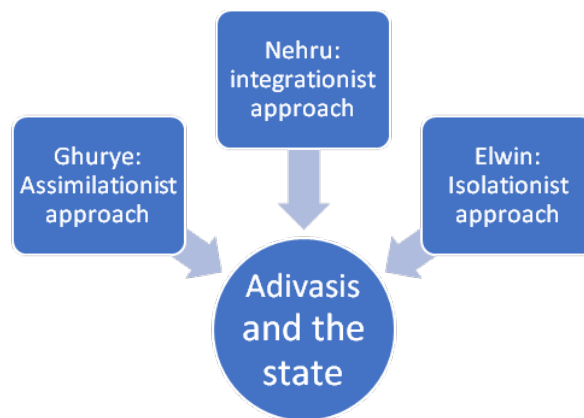 Nehru:
integrationist
approach
Ghurye:
Assimilationist
approach
Elwin:
Isolationist
approach
Adivasis
and the
state